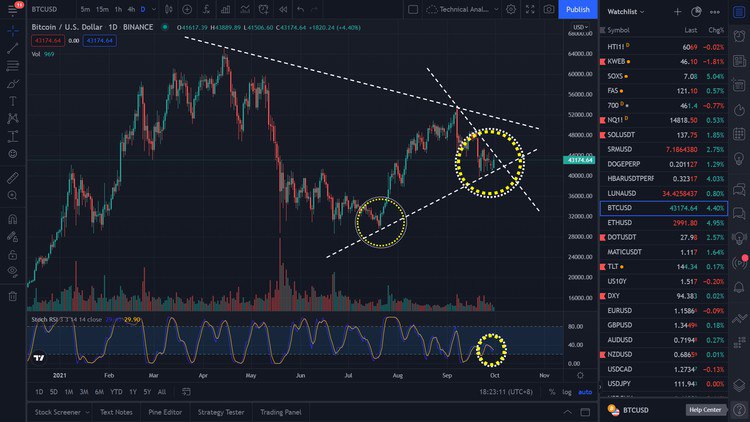 BTCUSD 5m 15m 1h 4h D Technical Anal... Publish
Bitcoin / U.S. Dollar · 1D · BINANCE O41617.39 H43889.89 L41506.60 C43174.64 +1820.24 (+4.40%)
43174.64 0.00 43174.64
Vol 969
USD
68000.00
64000.00
60000.00
56000.00
52000.00
48000.00
44000.00
43174.64
40000.00
36000.00
32000.00
28000.00
24000.00
20000.00
16000.00
Stoch RSI 3 3 14 14 close 29.90
80.00
40.00
0.00
2021 Feb Mar Apr May Jun Jul Aug Sep Oct Nov
1D 5D 1M 3M 6M YTD 1Y 5Y All 18:23:11 (UTC+8) % log auto
Stock Screener Text Notes Pine Editor Strategy Tester Trading Panel
Watchlist
Symbol Last Chg%
HTI11 D 6069 -0.02%
KWEB 46.10 -1.81%
SOXS 7.08 5.04%
FAS 121.10 0.57%
700 D 461.4 -0.77%
NQ11 D 14818.50 0.53%
SOLUSDT 137.75 1.85%
SRMUSD 7.1864380 2.75%
DOGEPERP 0.201127 1.29%
HBARUSDTPERP 0.32317 4.03%
LUNAUSD 34.4258437 0.80%
BTCUSD 43174.64 4.40%
ETHUSD 2991.80 4.95%
DOTUSDT 27.98 2.57%
MATICUSDT 1.117 1.64%
TLT 144.34 0.17%
US10Y 1.517 -0.20%
DXY 94.383 0.02%
EURUSD 1.1586 -0.09%
GBPUSD 1.3449 0.18%
AUDUSD 0.7194 0.27%
NZDUSD 0.6865 0.01%
USDCAD 1.2734 -0.13%
USDJPY 111.94 0.00%
BTCUSD Help Center